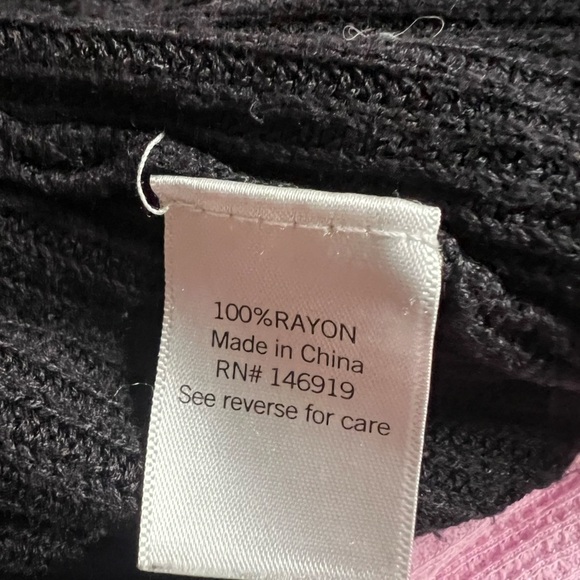 100%RAYON
Made in China
RN# 146919
See reverse for care